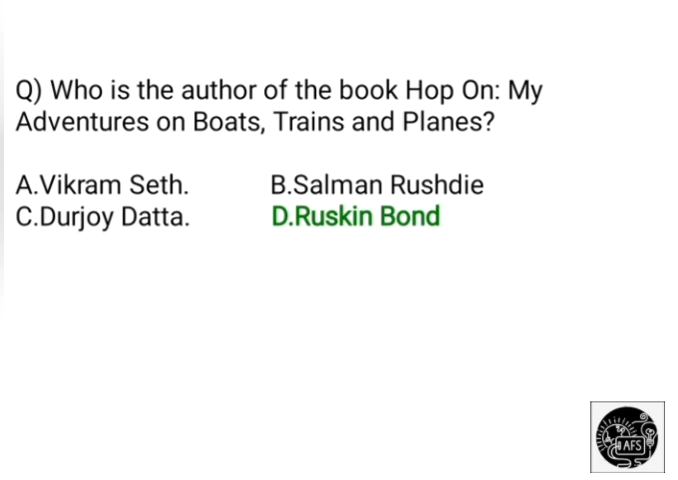 Q) Who is the author of the book Hop On: My
Adventures on Boats, Trains and Planes?
A.Vikram Seth. B.Salman Rushdie
C.Durjoy Datta. D.Ruskin Bond
AFS